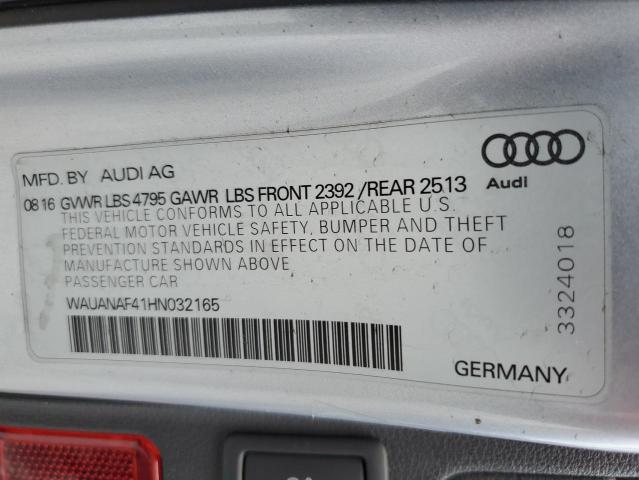 MFD. BY AUDI AG
0816 GVWR LBS 4795 GAWR LBS FRONT 2392 /REAR 2513
THIS VEHICLE CONFORMS TO ALL APPLICABLE U.S.
FEDERAL MOTOR VEHICLE SAFETY, BUMPER AND THEFT
PREVENTION STANDARDS IN EFFECT ON THE DATE OF
MANUFACTURE SHOWN ABOVE
PASSENGER CAR
WAUANAF41HN032165
Audi
3324018
GERMANY